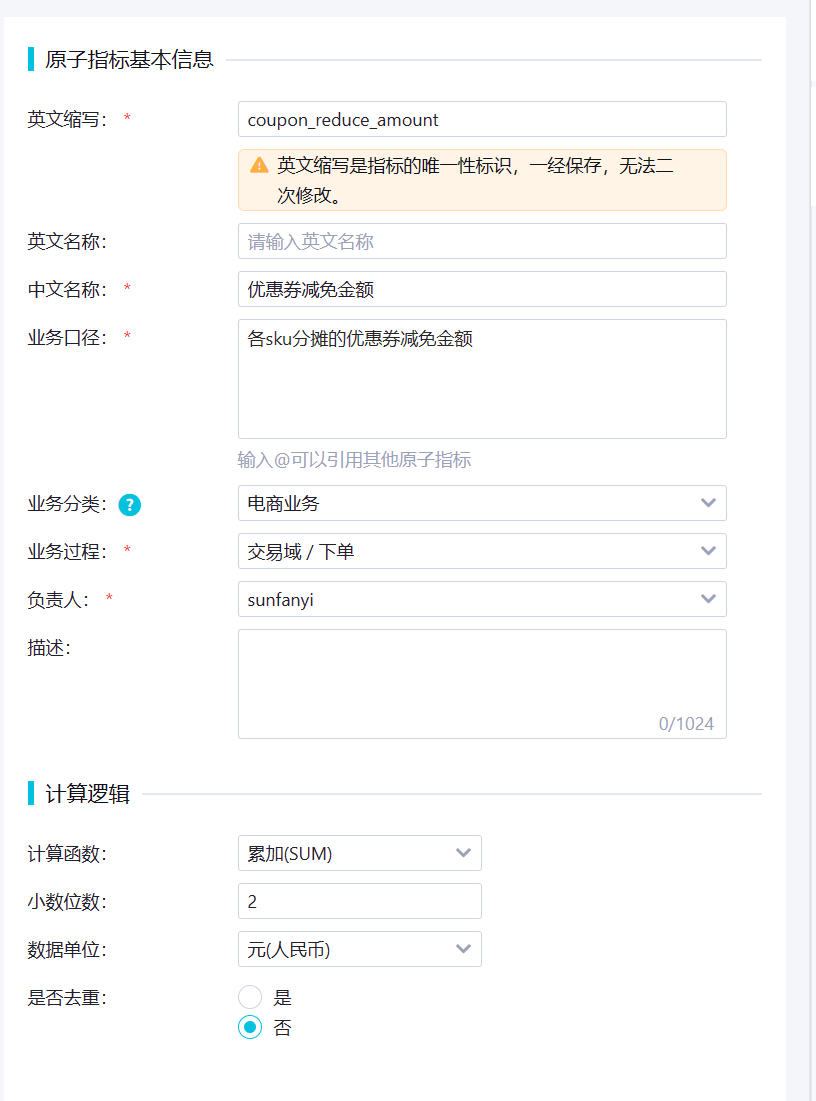 原子指标基本信息
英文缩写： * coupon_reduce_amount
英文缩写是指标的唯一性标识，一经保存，无法二
次修改。
英文名称： 请输入英文名称
中文名称： * 优惠券减免金额
业务口径： * 各sku分摊的优惠券减免金额
输入@可以引用其他原子指标
业务分类： ? 电商业务
业务过程： * 交易域 / 下单
负责人： * sunfanyi
描述：
0/1024
计算逻辑
计算函数： 累加(SUM)
小数位数： 2
数据单位： 元(人民币)
是否去重： 是
否